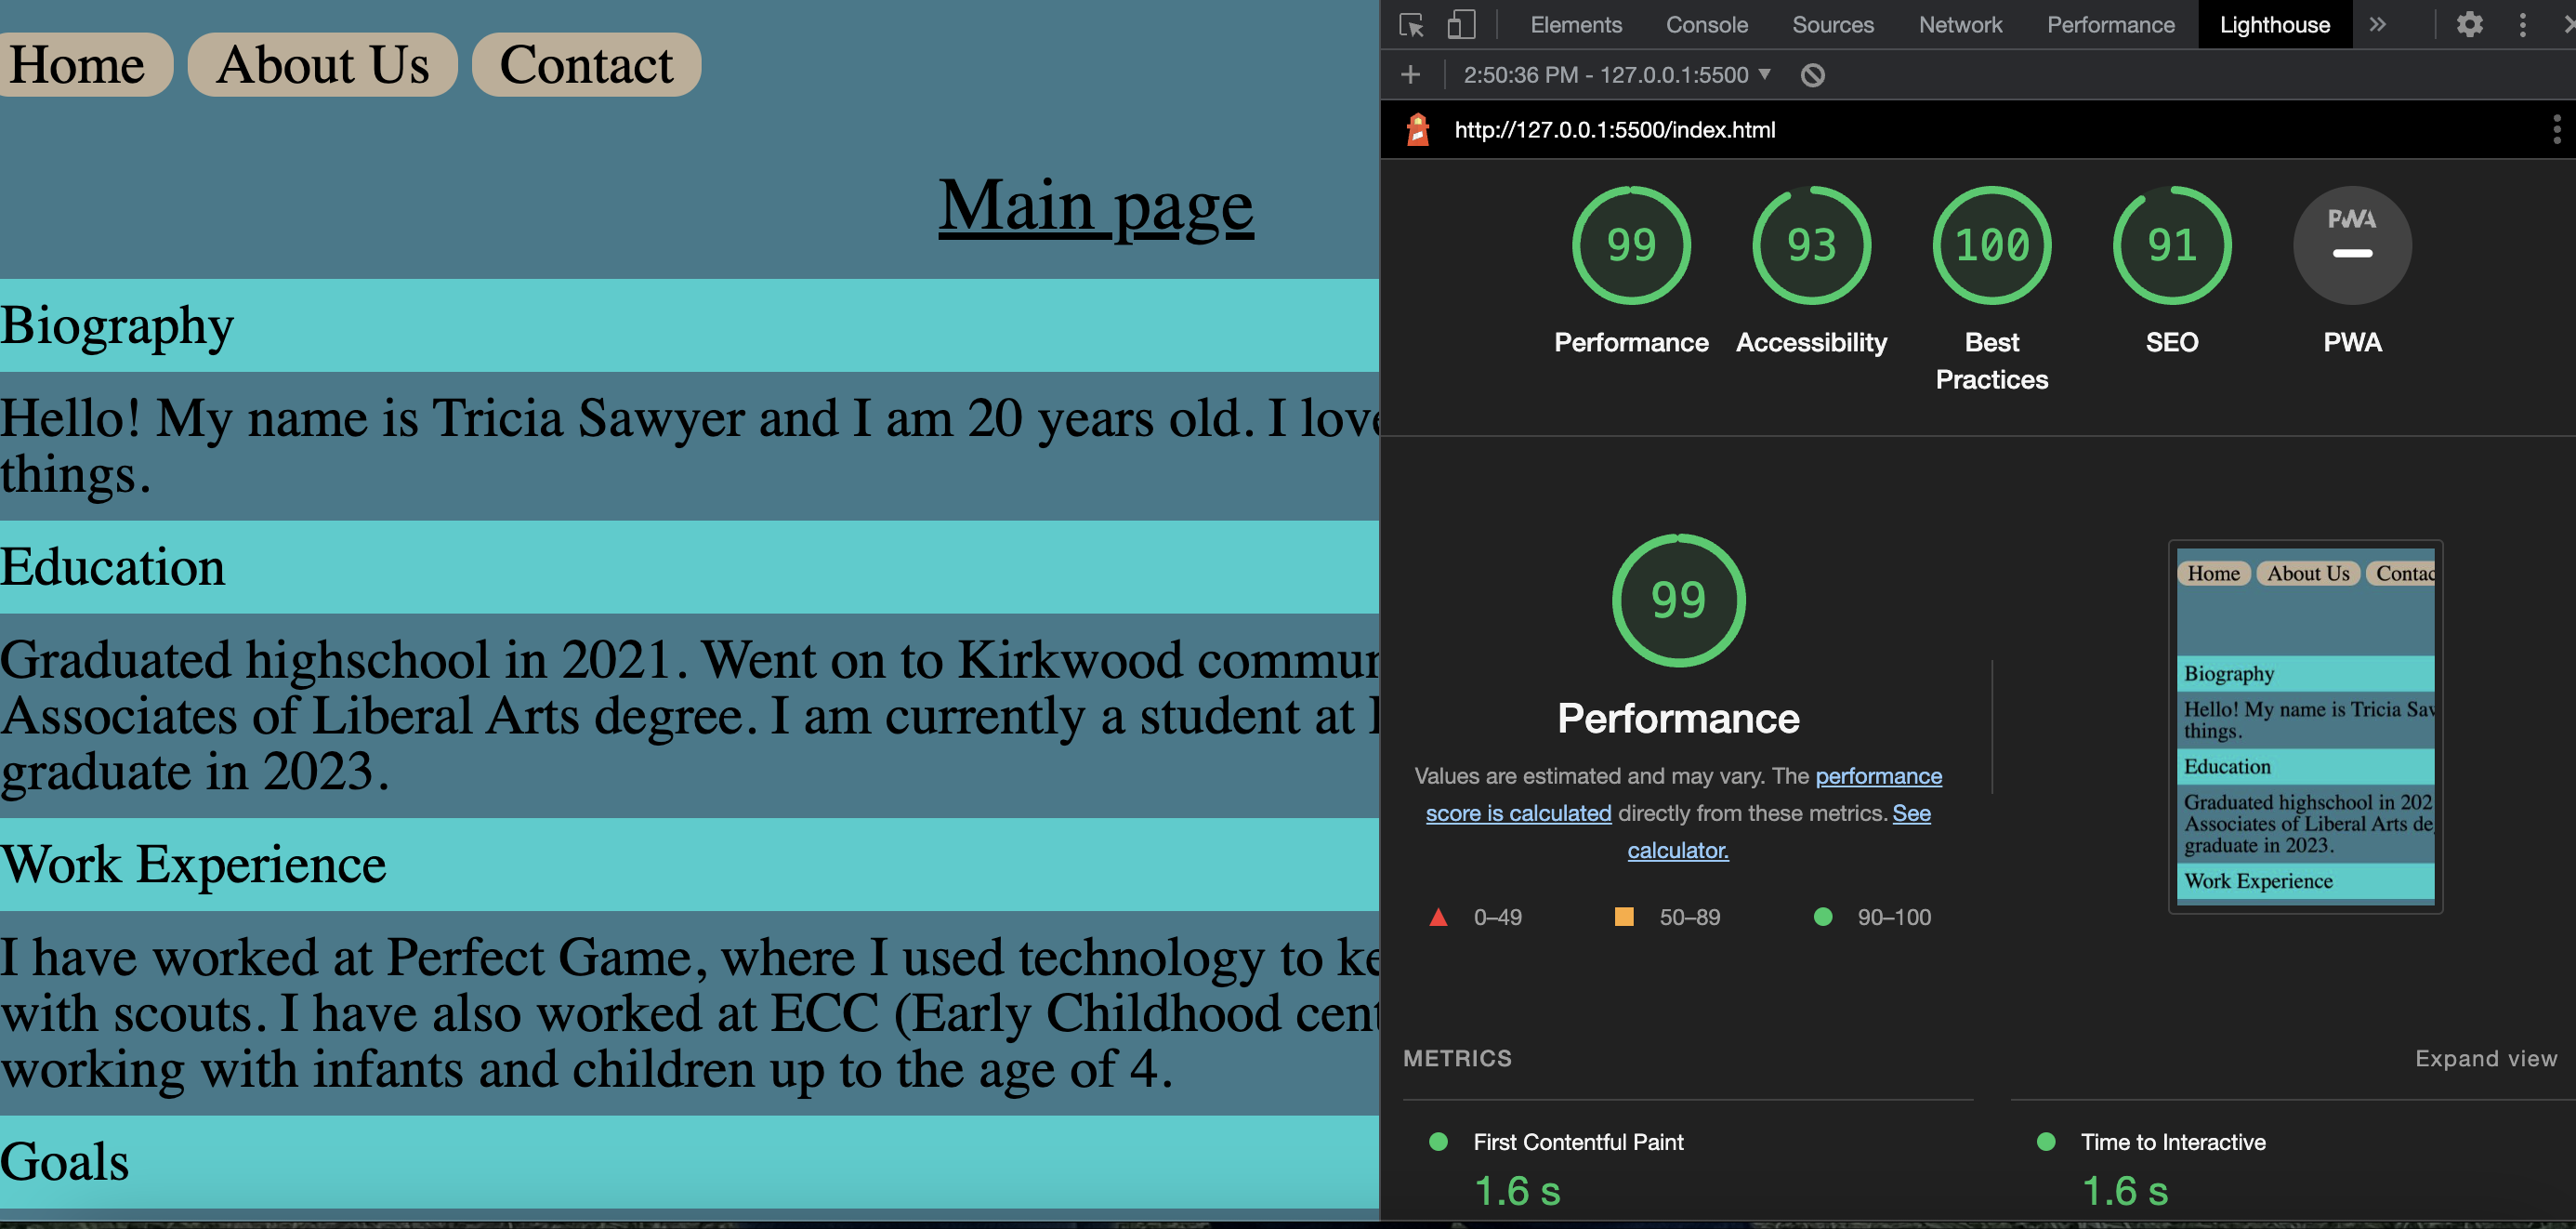 Home About Us Contact
Main page
Biography
Hello! My name is Tricia Sawyer and I am 20 years old. I love
things.
Education
Graduated highschool in 2021. Went on to Kirkwood
Associates of Liberal Arts degree. I am currently a student at
graduate in 2023.
Work Experience
I have worked at Perfect Game, where I used technology to
with scouts. I have also worked at ECC (Early Childhood
working with infants and children up to the age of 4.
Goals
Elements Console Sources Network Performance Lighthouse
2:50:36 PM - 127.0.0.1:5500
http://127.0.0.1:5500/index.html
99 93 100 91 PWA
Performance Accessibility Best Practices SEO PWA
99
Performance
Values are estimated and may vary. The performance
score is calculated directly from these metrics. See
calculator.
0–49 50–89 90–100
Home About Us Contac
Biography
Hello! My name is Tricia
things.
Education
Graduated highschool in 202
Associates of Liberal Arts de
graduate in 2023.
Work Experience
METRICS Expand view
First Contentful Paint Time to Interactive
1.6 s 1.6 s